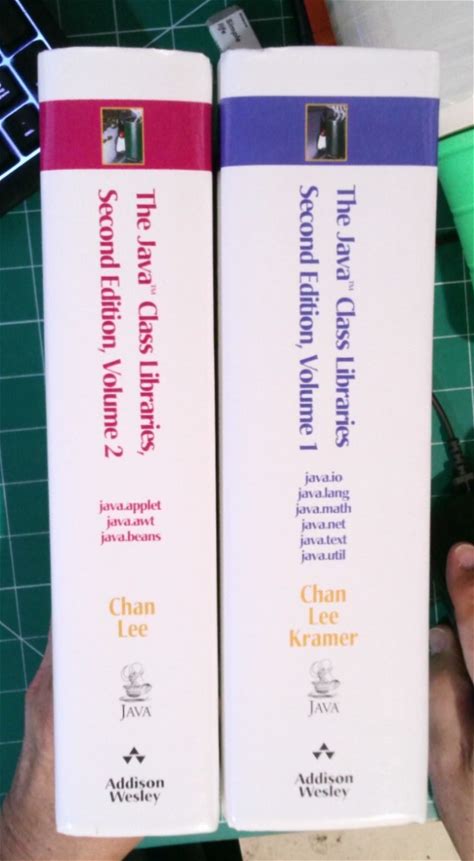 Simple
life
The Java™ Class Libraries,
Second Edition, Volume 2
java.applet
java.awt
java.beans
Chan
Lee
JAVA
Addison
Wesley
The Java™ Class Libraries
Second Edition, Volume 1
java.io
java.lang
java.math
java.net
java.text
java.util
Chan
Lee
Kramer
JAVA
Addison
Wesley